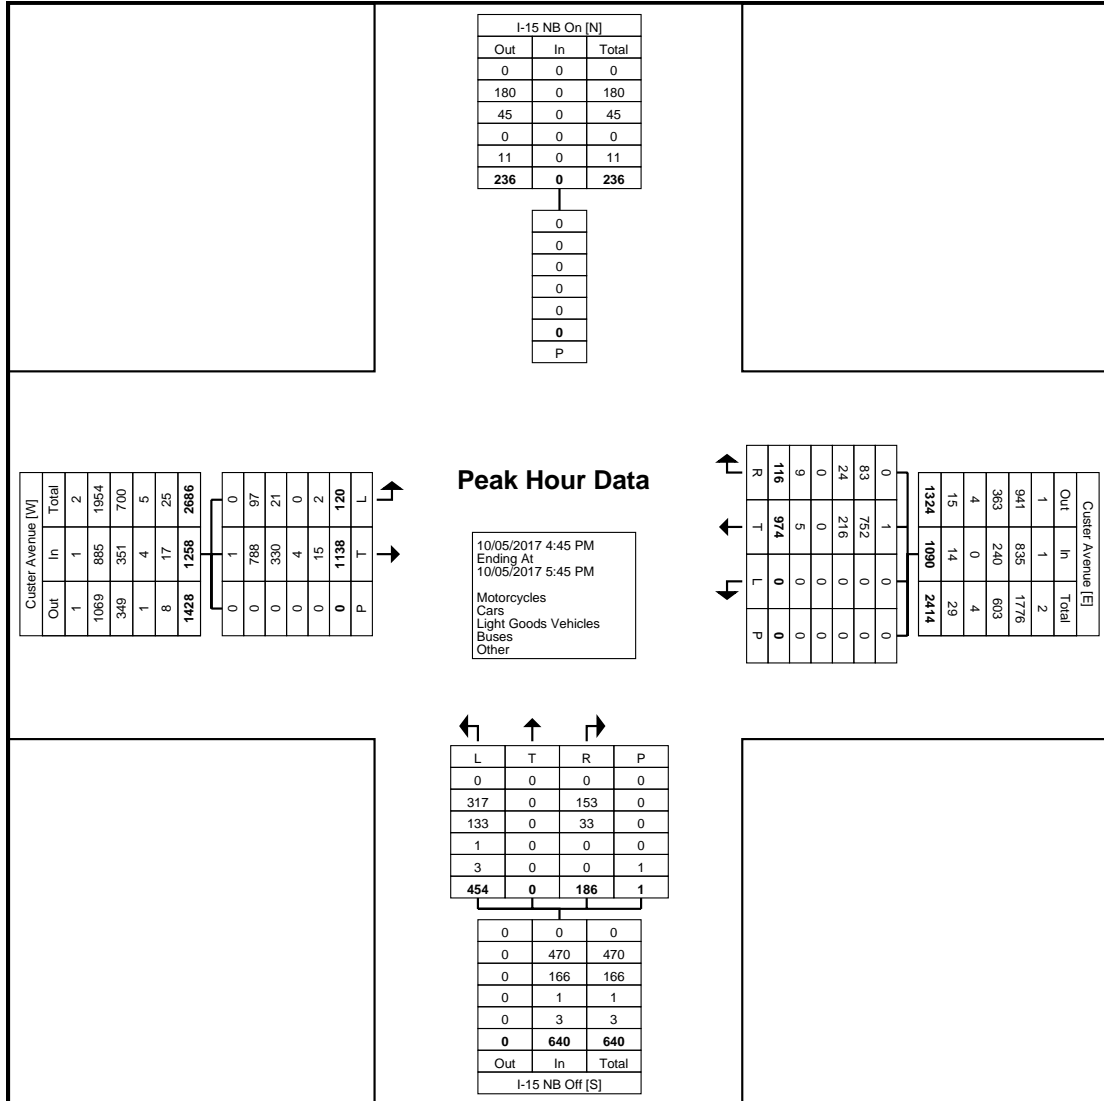 I-15 NB On [N]
Out In Total
0 0 0
180 0 180
45 0 45
0 0 0
11 0 11
236 0 236
0
0
0
0
0
0
P
Custer Avenue [W]
Total 2 1954 700 5 25 2686
In 1 885 351 4 17 1258
Out 1 1069 349 1 8 1428
0 97 21 0 2 120 L
1 788 330 4 15 1138 T
0 0 0 0 0 0 P
Peak Hour Data
10/05/2017 4:45 PM
Ending At
10/05/2017 5:45 PM
Motorcycles
Cars
Light Goods Vehicles
Buses
Other
R 116 9 0 24 83 0
T 974 5 0 216 752 1
L 0 0 0 0 0 0
P 0 0 0 0 0 0
1324 15 4 363 941 1 Out
1090 14 0 240 835 1 In
2414 29 4 603 1776 2 Total
Custer Avenue [E]
L T R P
0 0 0 0
317 0 153 0
133 0 33 0
1 0 0 0
3 0 0 1
454 0 186 1
0 0 0
0 470 470
0 166 166
0 1 1
0 3 3
0 640 640
Out In Total
I-15 NB Off [S]